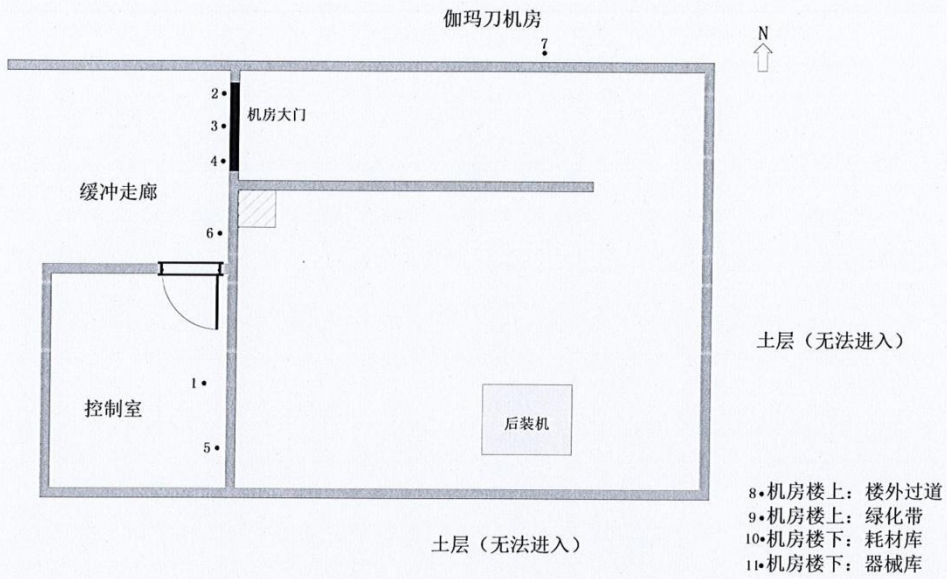 伽玛刀机房
7
N
2
机房大门
3
4
缓冲走廊
6
土层（无法进入）
1
控制室
后装机
5
8•机房楼上：楼外过道
9•机房楼上：绿化带
土层（无法进入）
10•机房楼下：耗材库
11•机房楼下：器械库